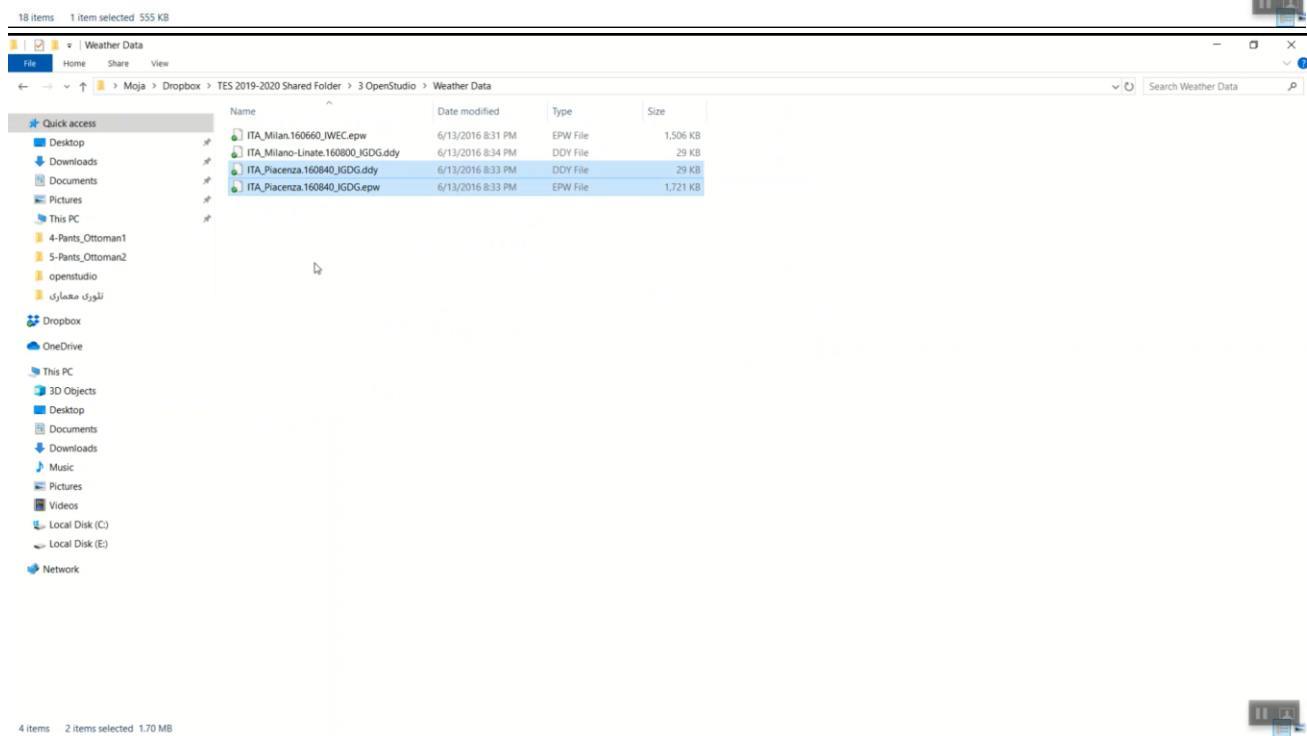 18 items 1 item selected 555 KB
Weather Data
File Home Share View
Moja > Dropbox > TES 2019-2020 Shared Folder > 3 OpenStudio > Weather Data Search Weather Data
Name Date modified Type Size
Quick access
ITA_Milan.160660_IWEC.epw 6/13/2016 8:31 PM EPW File 1,506 KB
Desktop
ITA_Milano-Linate.160800_IGDG.ddy 6/13/2016 8:34 PM DDY File 29 KB
Downloads
ITA_Piacenza.160840_IGDG.ddy 6/13/2016 8:33 PM DDY File 29 KB
Documents
ITA_Piacenza.160840_IGDG.epw 6/13/2016 8:33 PM EPW File 1,721 KB
Pictures
This PC
4-Pants_Ottoman1
5-Pants_Ottoman2
openstudio
تئوری معماری
Dropbox
OneDrive
This PC
3D Objects
Desktop
Documents
Downloads
Music
Pictures
Videos
Local Disk (C:)
Local Disk (E:)
Network
4 items 2 items selected 1.70 MB